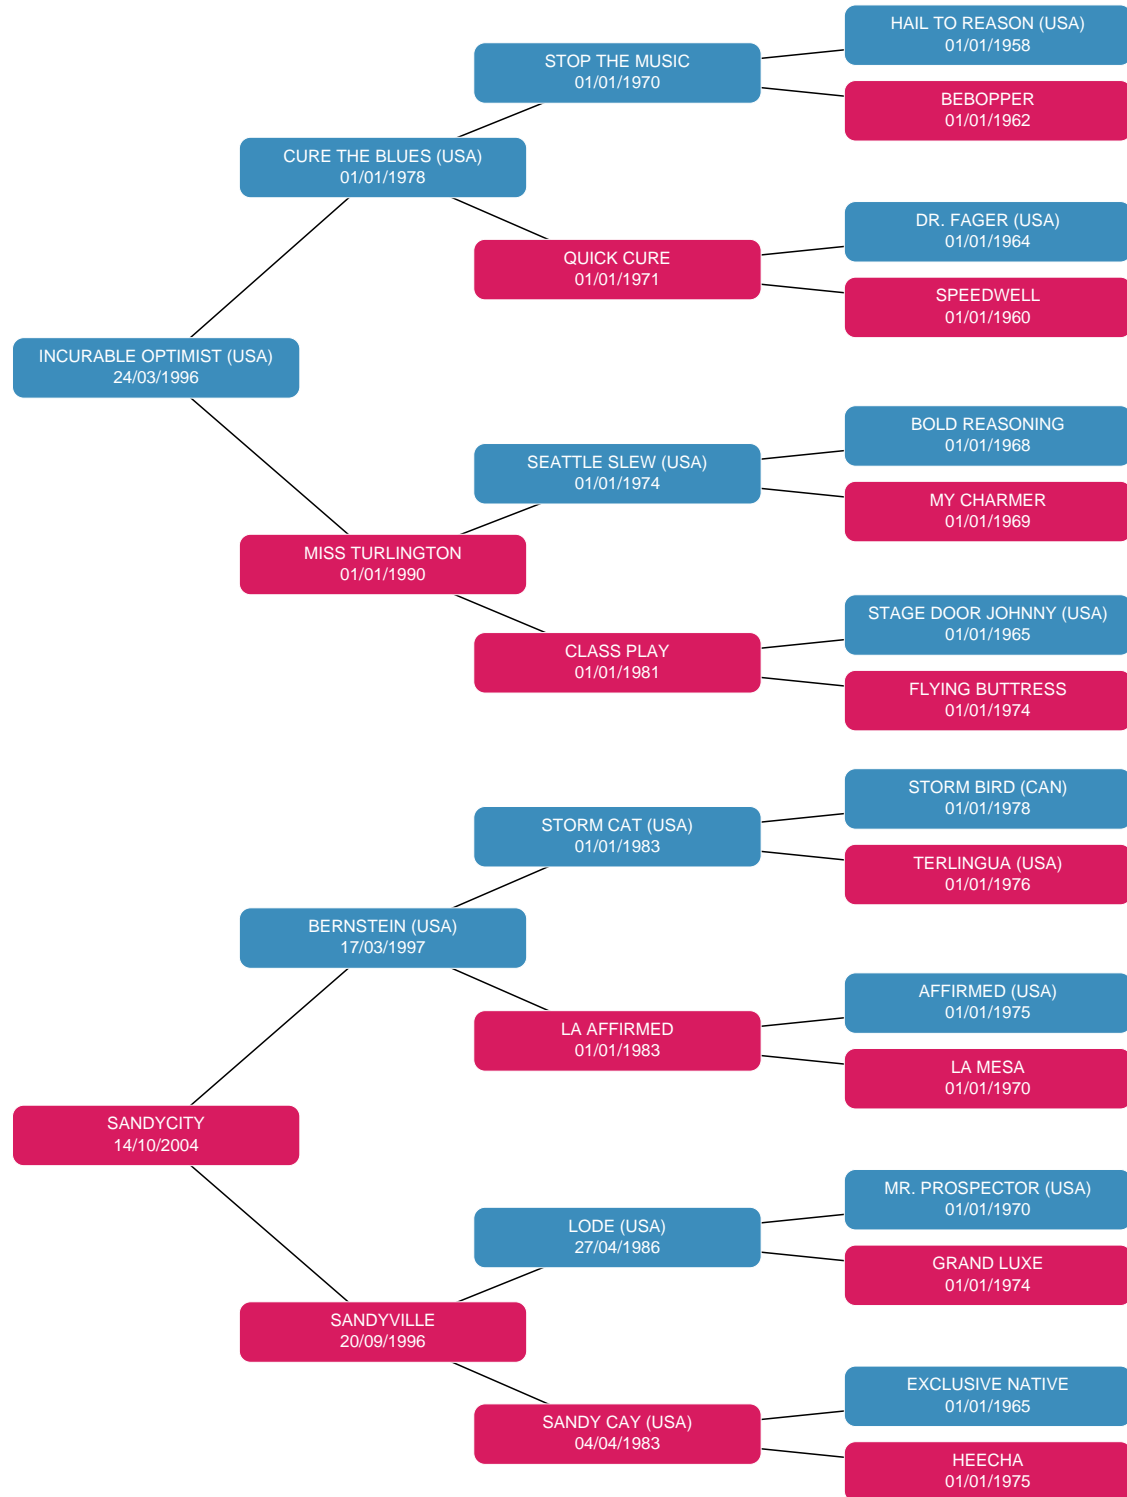 HAIL TO REASON (USA)
01/01/1958
STOP THE MUSIC
01/01/1970
BEBOPPER
01/01/1962
CURE THE BLUES (USA)
01/01/1978
DR. FAGER (USA)
01/01/1964
QUICK CURE
01/01/1971
SPEEDWELL
01/01/1960
INCURABLE OPTIMIST (USA)
24/03/1996
BOLD REASONING
01/01/1968
SEATTLE SLEW (USA)
01/01/1974
MY CHARMER
01/01/1969
MISS TURLINGTON
01/01/1990
STAGE DOOR JOHNNY (USA)
01/01/1965
CLASS PLAY
01/01/1981
FLYING BUTTRESS
01/01/1974
STORM BIRD (CAN)
01/01/1978
STORM CAT (USA)
01/01/1983
TERLINGUA (USA)
01/01/1976
BERNSTEIN (USA)
17/03/1997
AFFIRMED (USA)
01/01/1975
LA AFFIRMED
01/01/1983
LA MESA
01/01/1970
SANDYCITY
14/10/2004
MR. PROSPECTOR (USA)
01/01/1970
LODE (USA)
27/04/1986
GRAND LUXE
01/01/1974
SANDYVILLE
20/09/1996
EXCLUSIVE NATIVE
01/01/1965
SANDY CAY (USA)
04/04/1983
HEECHA
01/01/1975